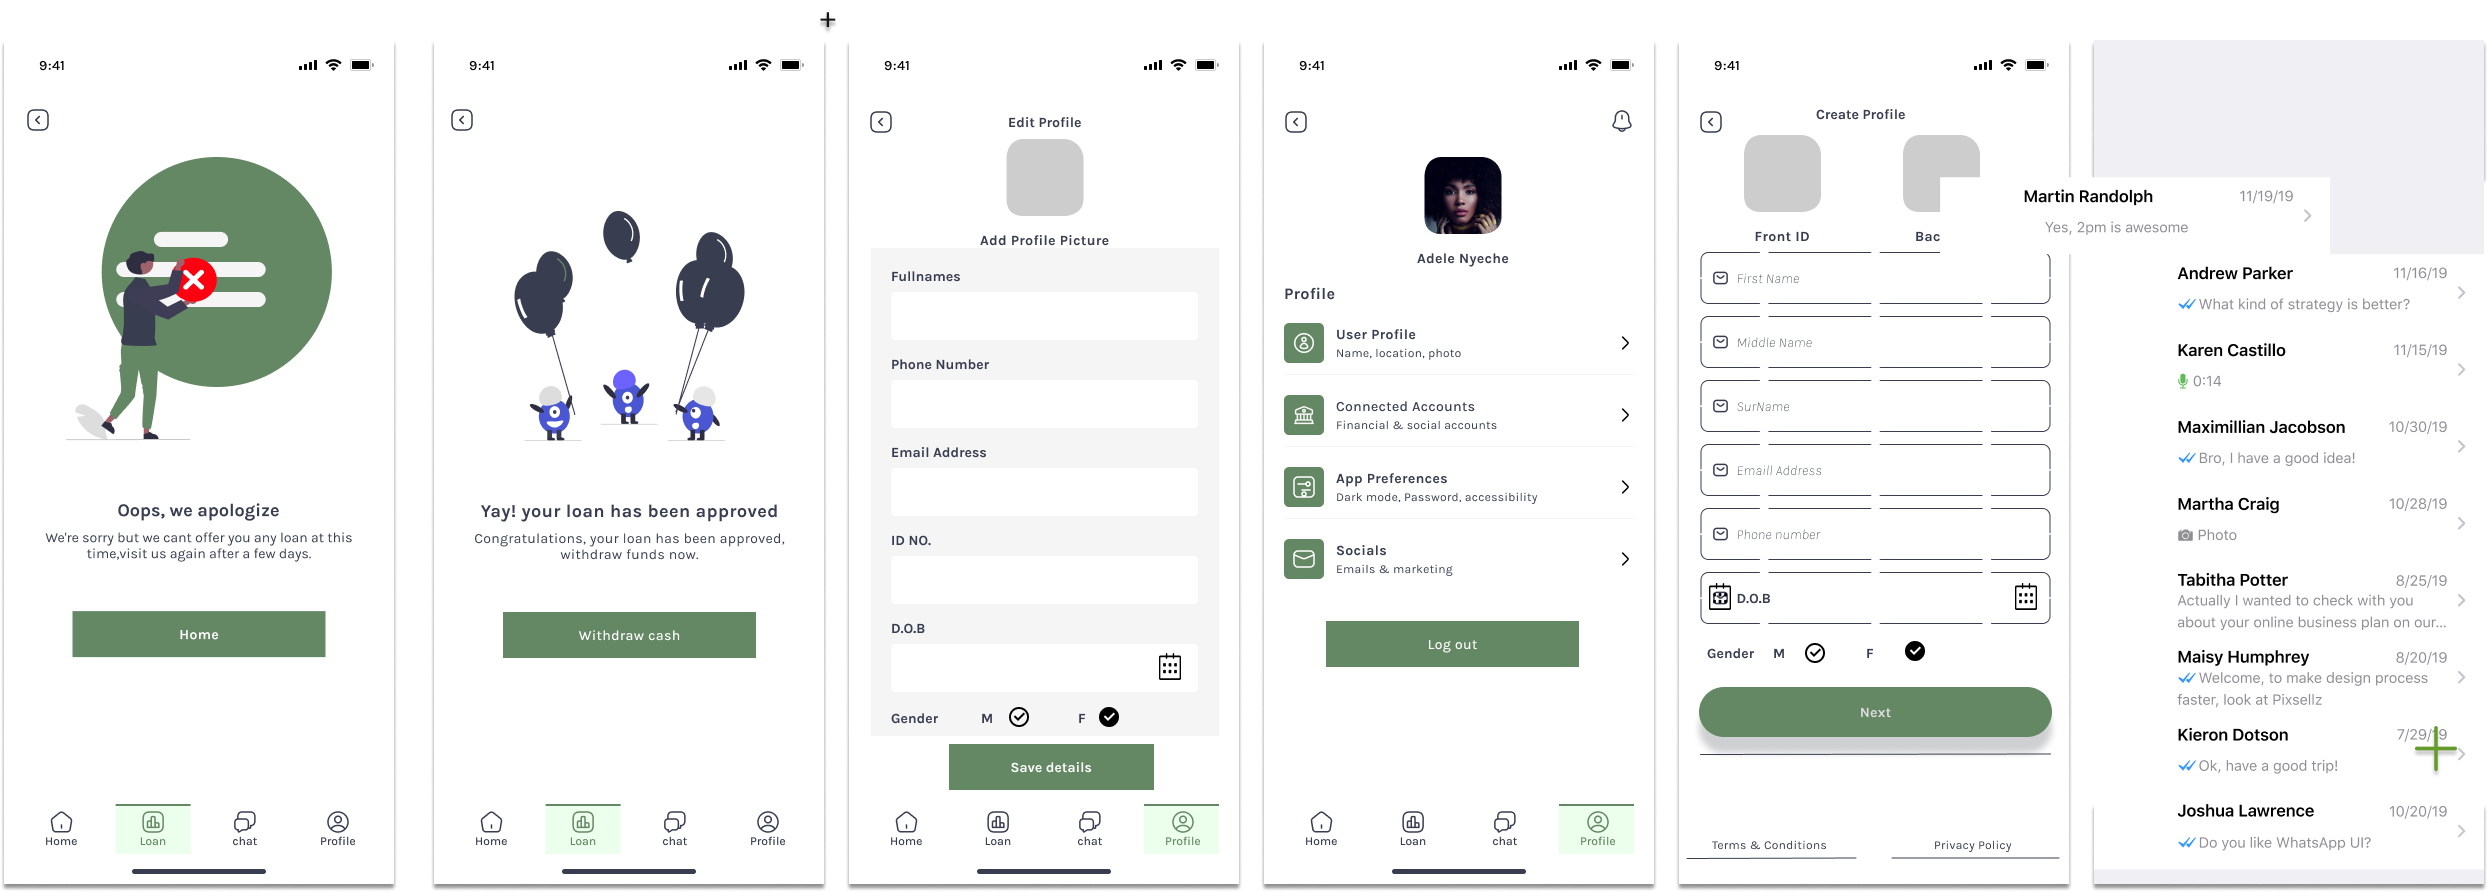 9:41
Oops, we apologize
We're sorry but we cant offer you any loan at this
time,visit us again after a few days.
Home
Home
Loan
chat
Profile
9:41
Yay! your loan has been approved
Congratulations, your loan has been approved,
withdraw funds now.
Withdraw cash
Home
Loan
chat
Profile
9:41
Edit Profile
Add Profile Picture
Fullnames
Phone Number
Email Address
ID NO.
D.O.B
Gender M F
Save details
Home
Loan
chat
Profile
9:41
Adele Nyeche
Profile
User Profile
Name, location, photo
Connected Accounts
Financial & social accounts
App Preferences
Dark mode, Password, accessibility
Socials
Emails & marketing
Log out
Home
Loan
chat
Profile
9:41
Create Profile
Front ID
Bac
First Name
Middle Name
SurName
Emaill Address
Phone number
D.O.B
Gender M F
Next
Terms & Conditions
Privacy Policy
Martin Randolph 11/19/19
Yes, 2pm is awesome
Andrew Parker 11/16/19
What kind of strategy is better?
Karen Castillo 11/15/19
0:14
Maximillian Jacobson 10/30/19
Bro, I have a good idea!
Martha Craig 10/28/19
Photo
Tabitha Potter 8/25/19
Actually I wanted to check with you
about your online business plan on our...
Maisy Humphrey 8/20/19
Welcome, to make design process
faster, look at Pixsellz
Kieron Dotson 7/29/19
Ok, have a good trip!
Joshua Lawrence 10/20/19
Do you like WhatsApp UI?